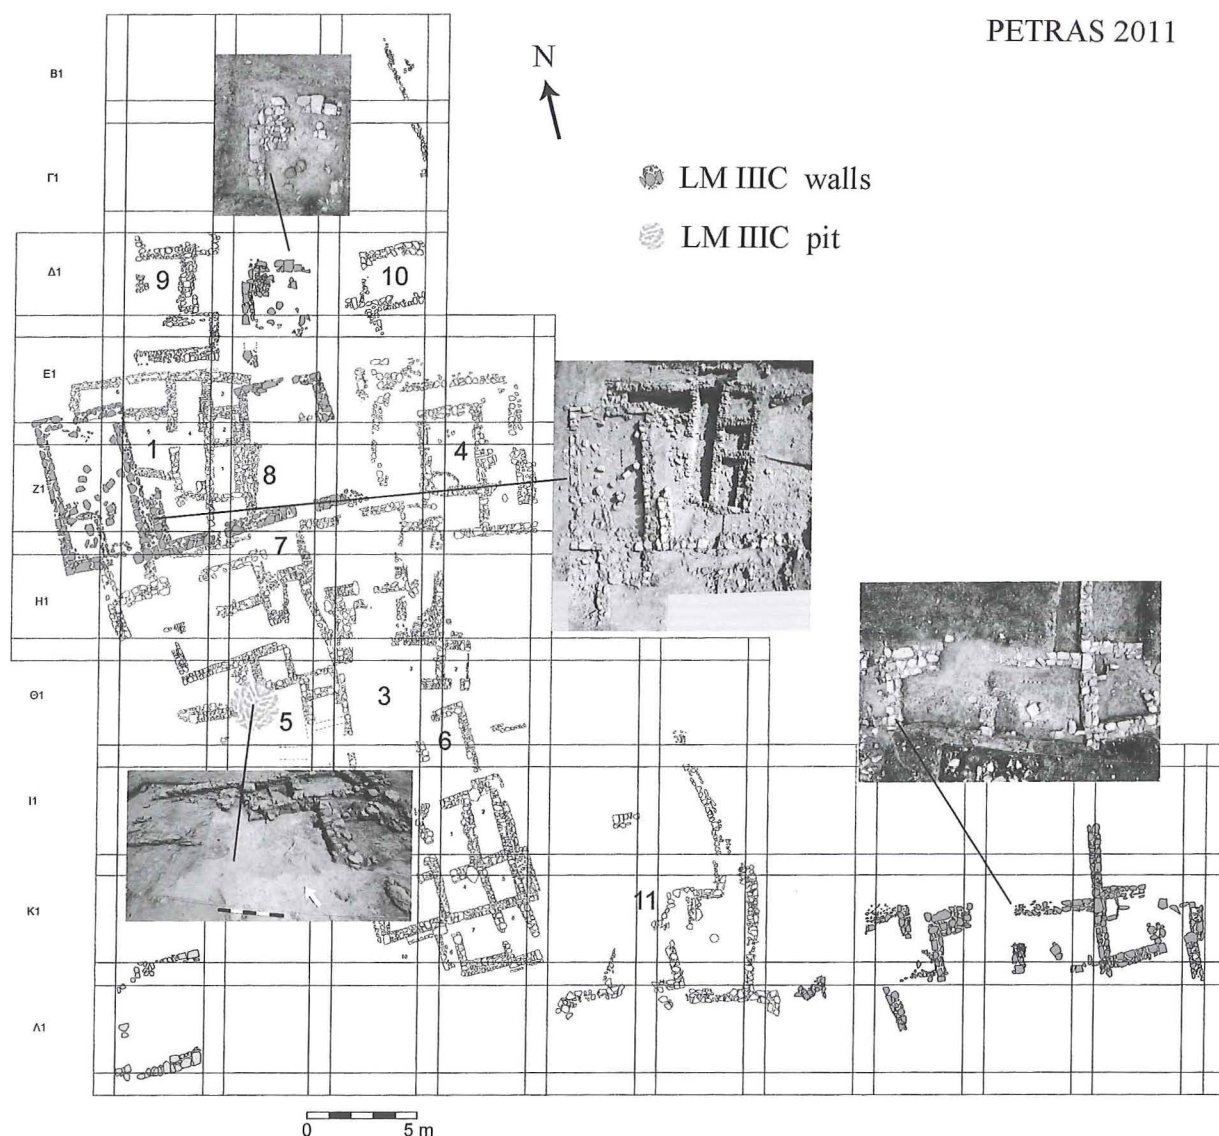 PETRAS 2011
N
B1
Γ1
LM IIIC walls
LM IIIC pit
Δ1
9
10
E1
1
4
8
Z1
7
H1
Θ1
3
5
6
I1
K1
11
Λ1
0 5 m